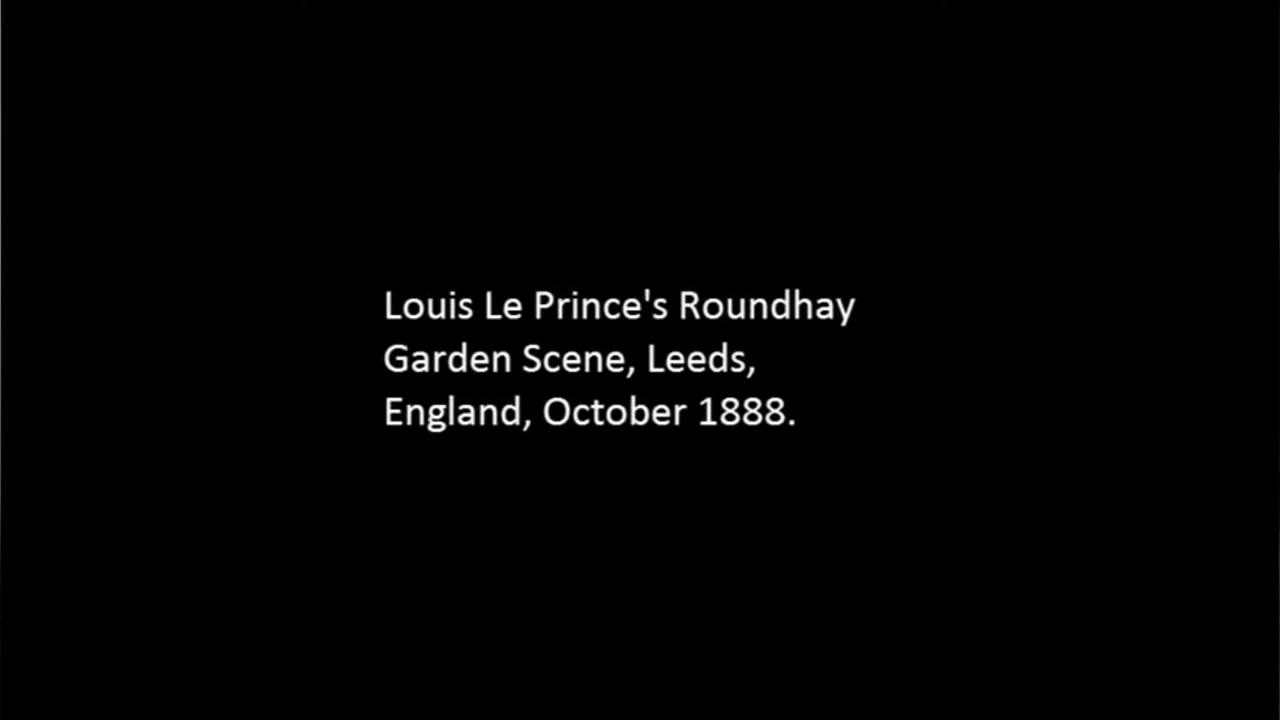 Louis Le Prince's Roundhay
Garden Scene, Leeds,
England, October 1888.